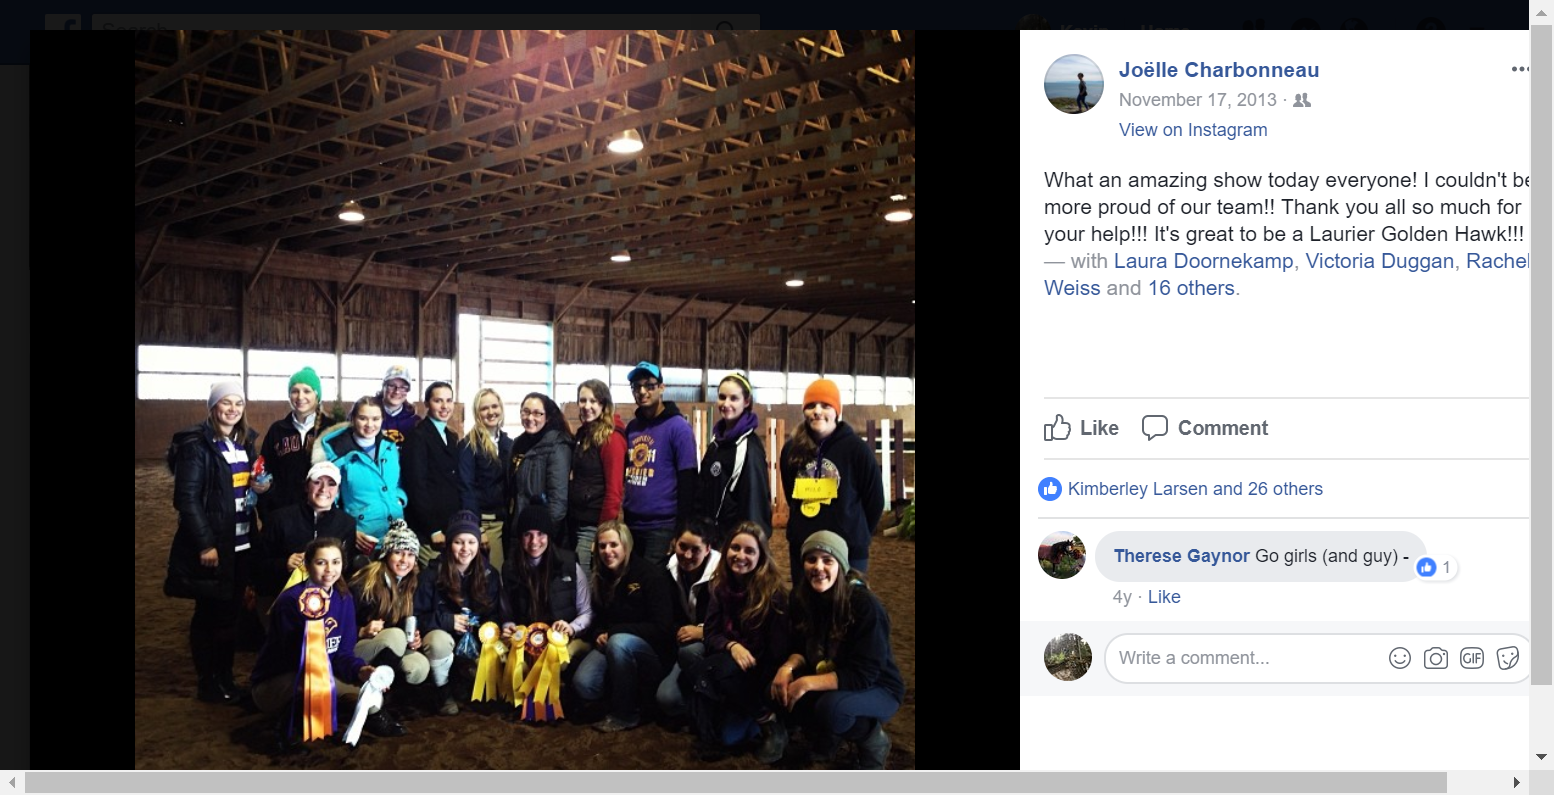 Search
Joëlle Charbonneau
November 17, 2013 ·
View on Instagram
What an amazing show today everyone! I couldn't be
more proud of our team!! Thank you all so much for
your help!!! It's great to be a Laurier Golden Hawk!!!
— with Laura Doornekamp, Victoria Duggan, Rachel
Weiss and 16 others.
Like Comment
Kimberley Larsen and 26 others
Therese Gaynor Go girls (and guy) -
1
4y · Like
Write a comment...
GIF